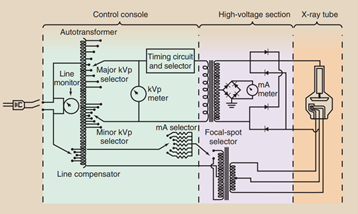 Control console
High-voltage section
X-ray tube
Autotransformer
Timing circuit
and selector
Line
monitor
Major kVp
selector
kVp
meter
mA
meter
Minor kVp
selector
mA selector
Focal-spot
selector
Line compensator